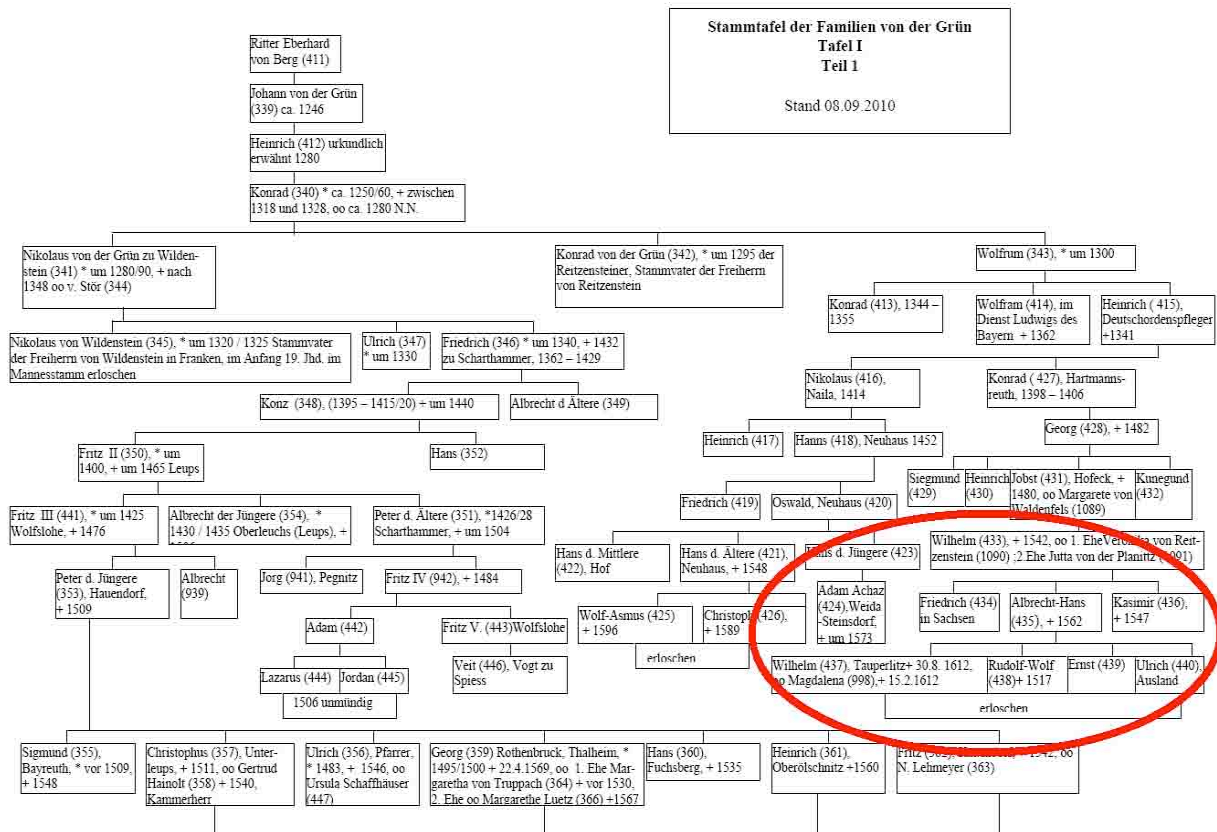 Stammtafel der Familien von der Grün
Tafel I
Teil 1
Stand 08.09.2010
Ritter Eberhard
von Berg (411)
Johann von der Grün
(339) ca. 1246
Heinrich (412) urkundlich
erwähnt 1280
Konrad (340) * ca. 1250/60, + zwischen
1318 und 1328, oo ca. 1280 N.N.
Nikolaus von der Grün zu Wilden-
stein (341) * um 1280/90, + nach
1348 oo v. Stör (344)
Konrad von der Grün (342), * um 1295 der
Reitzensteiner, Stammvater der Freiherrn
von Reitzenstein
Wolfrum (343), * um 1300
Konrad (413), 1344 –
1355
Wolfram (414), im
Dienst Ludwigs des
Bayern + 1362
Heinrich ( 415),
Deutschordenspfleger
+1341
Nikolaus von Wildenstein (345), * um 1320 / 1325 Stammvater
der Freiherrn von Wildenstein in Franken, im Anfang 19. Jhd. im
Mannesstamm erloschen
Ulrich (347)
* um 1330
Friedrich (346) * um 1340, + 1432
zu Scharthammer, 1362 – 1429
Nikolaus (416),
Naila, 1414
Konrad ( 427), Hartmanns-
reuth, 1398 – 1406
Konz (348), (1395 – 1415/20) + um 1440
Albrecht d Ältere (349)
Heinrich (417)
Hanns (418), Neuhaus 1452
Georg (428), + 1482
Fritz II (350), * um
1400, + um 1465 Leups
Hans (352)
Siegmund
(429)
Heinrich
(430)
Jobst (431), Hofeck, +
1480, oo Margarete von
Waldenfels (1089)
Kunegund
(432)
Friedrich (419)
Oswald, Neuhaus (420)
Fritz III (441), * um 1425
Wolfslohe, + 1476
Albrecht der Jüngere (354), *
1430 / 1435 Oberleuchs (Leups), +
Peter d. Ältere (351), *1426/28
Scharthammer, + um 1504
Hans d. Mittlere
(422), Hof
Hans d. Ältere (421),
Neuhaus, + 1548
Hans d. Jüngere (423)
Wilhelm (433), + 1542, oo 1. Ehe Veronika von Reit-
zenstein (1090) ;2.Ehe Jutta von der Planittz (1091)
Peter d. Jüngere
(353), Hauendorf,
+ 1509
Albrecht
(939)
Jorg (941), Pegnitz
Fritz IV (942), + 1484
Wolf-Asmus (425)
+ 1596
Christoph (426),
+ 1589
erloschen
Adam Achaz
(424),Weida
-Steinsdorf,
+ um 1573
Friedrich (434)
in Sachsen
Albrecht-Hans
(435), + 1562
Kasimir (436),
+ 1547
Adam (442)
Fritz V. (443)Wolfslohe
Lazarus (444)
Jordan (445)
1506 unmündig
Veit (446), Vogt zu
Spiess
Wilhelm (437), Tauperlitz+ 30.8. 1612,
oo Magdalena (998),+ 15.2.1612
Rudolf-Wolf
(438)+ 1517
Ernst (439)
Ulrich (440),
Ausland
erloschen
Sigmund (355),
Bayreuth, * vor 1509,
+ 1548
Christophus (357), Unter-
leups, + 1511, oo Gertrud
Hainolt (358) + 1540,
Kammerherr
Ulrich (356), Pfarrer,
* 1483, + 1546, oo
Ursula Schaffhäuser
(447)
Georg (359) Rothenbruck, Thalheim, *
1495/1500 + 22.4.1569, oo 1. Ehe Mar-
garetha von Truppach (364) + vor 1530,
2. Ehe oo Margarethe Luetz (366) +1567
Hans (360),
Fuchsberg, + 1535
Heinrich (361),
Oberölschnitz +1560
Fritz + 1542, oo
N. Lehmeyer (363)